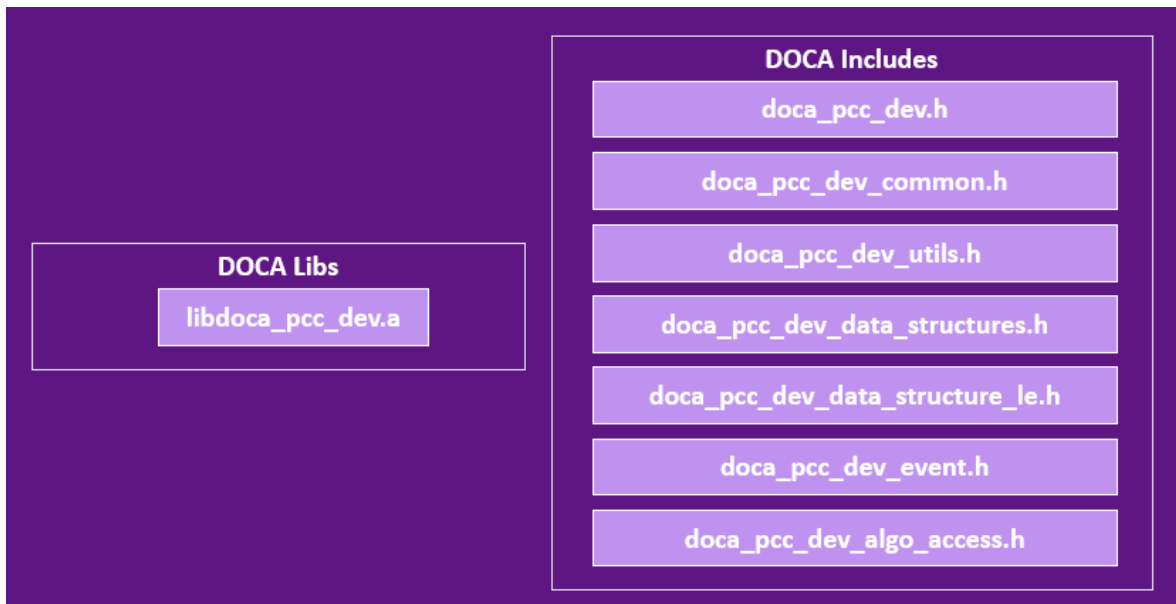 DOCA Libs
libdoca_pcc_dev.a
DOCA Includes
doca_pcc_dev.h
doca_pcc_dev_common.h
doca_pcc_dev_utils.h
doca_pcc_dev_data_structures.h
doca_pcc_dev_data_structure_le.h
doca_pcc_dev_event.h
doca_pcc_dev_algo_access.h